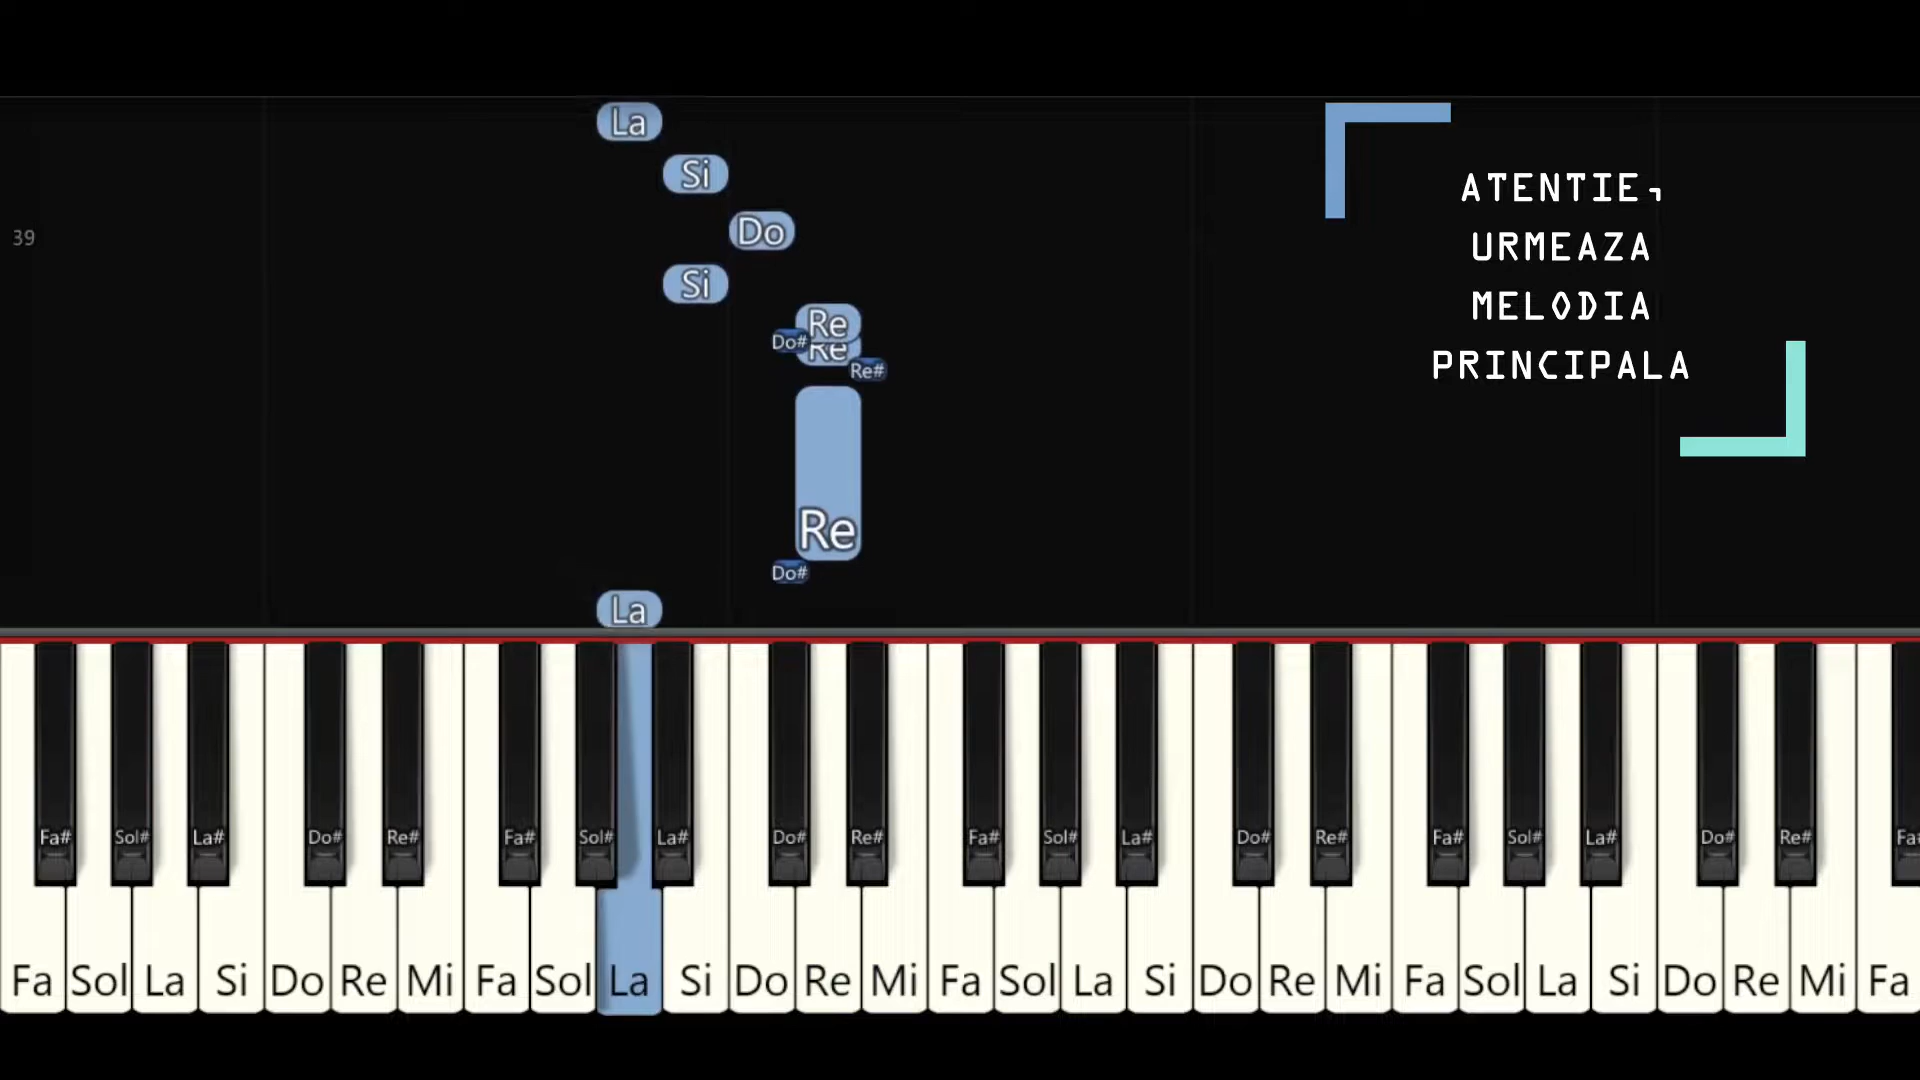 La
Si
ATENTIE,
39
Do
URMEAZA
Si
MELODIA
Re
Do# Re
Re#
PRINCIPALA
Re
Do#
La
Fa# Sol# La# Do# Re# Fa# Sol# La# Do# Re# Fa# Sol# La# Do# Re# Fa# Sol# La# Do# Re# Fa#
Fa Sol La Si Do Re Mi Fa Sol La Si Do Re Mi Fa Sol La Si Do Re Mi Fa Sol La Si Do Re Mi Fa